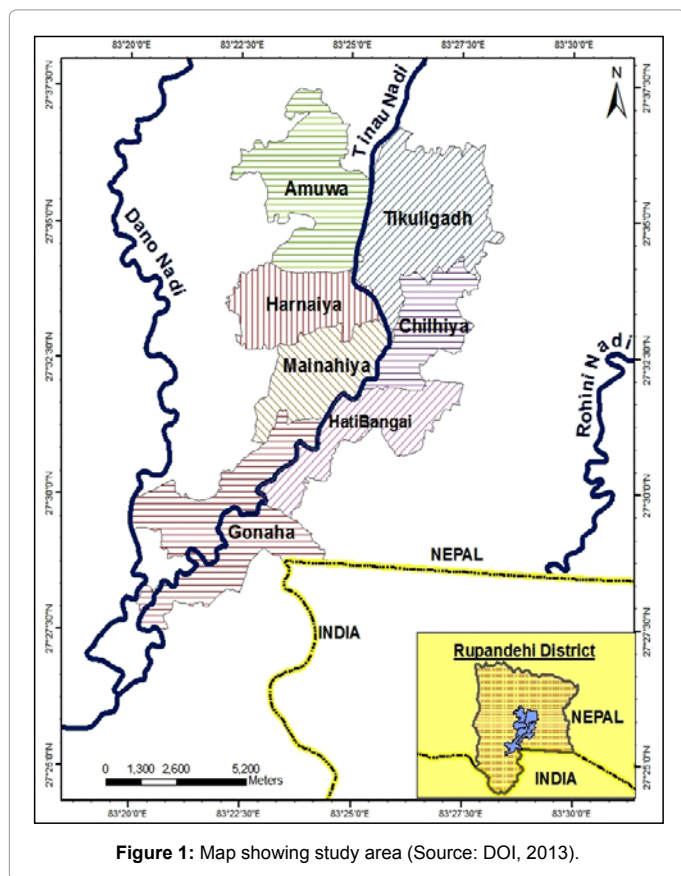 83°20'0"E 83°22'30"E 83°25'0"E 83°27'30"E 83°30'0"E
27°37'30"N 27°37'30"N
N
Tinau Nadi
Amuwa
Tikuligadh
27°35'0"N 27°35'0"N
Dano Nadi
Harnaiya
Chilhiya
27°32'30"N 27°32'30"N
Mainahiya
Rohini Nadi
HatiBangai
27°30'0"N 27°30'0"N
Gonaha
NEPAL
INDIA
27°27'30"N 27°27'30"N
Rupandehi District
NEPAL
INDIA
27°25'0"N 27°25'0"N
0 1,300 2,600 5,200
Meters
83°20'0"E 83°22'30"E 83°25'0"E 83°27'30"E 83°30'0"E
Figure 1: Map showing study area (Source: DOI, 2013).